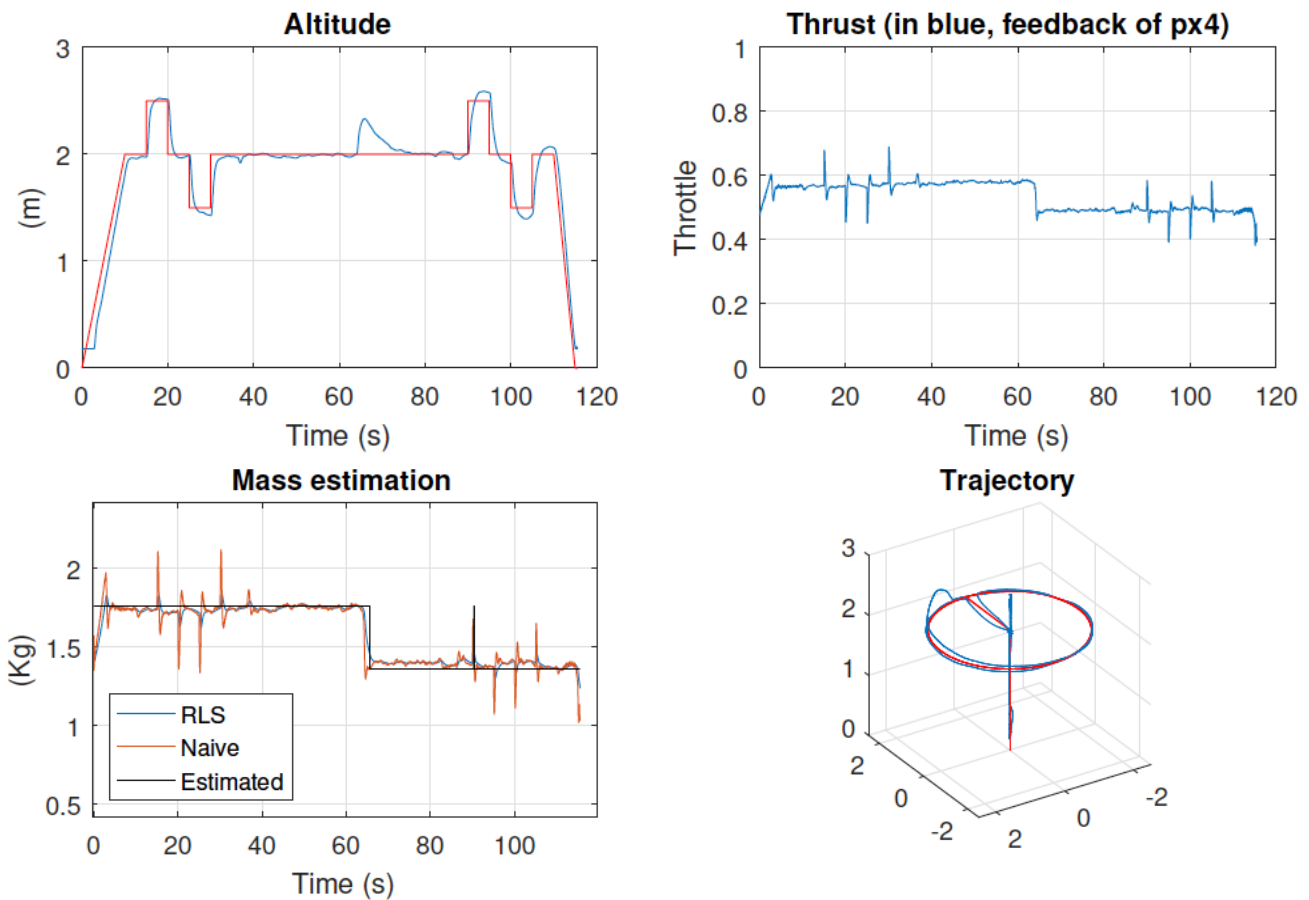 Altitude
3
2
1
0
(m)
0 20 40 60 80 100 120
Time (s)
Thrust (in blue, feedback of px4)
1
0.8
0.6
0.4
0.2
0
Throttle
0 20 40 60 80 100 120
Time (s)
Mass estimation
2
1.5
1
0.5
(Kg)
RLS
Naive
Estimated
0 20 40 60 80 100
Time (s)
Trajectory
3
2
1
0
2
0
-2
2
0
-2